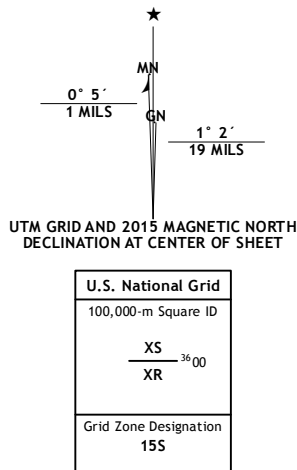 ★
MN
0° 5´
1 MILS
GN
1° 2´
19 MILS
UTM GRID AND 2015 MAGNETIC NORTH
DECLINATION AT CENTER OF SHEET
U.S. National Grid
100,000-m Square ID
XS
3600
XR
Grid Zone Designation
15S